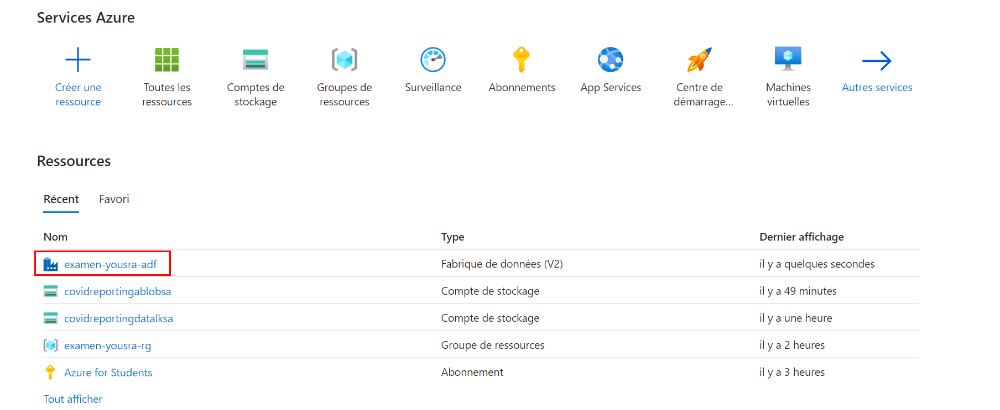 Services Azure
Créer une
ressource
Toutes les
ressources
Comptes de
stockage
Groupes de
ressources
Surveillance
Abonnements
App Services
Centre de
démarrage...
Machines
virtuelles
Autres services
Ressources
Récent Favori
Nom Type Dernier affichage
examen-yousra-adf Fabrique de données (V2) il y a quelques secondes
covidreportingablobsa Compte de stockage il y a 49 minutes
covidreportingdatalksa Compte de stockage il y a une heure
examen-yousra-rg Groupe de ressources il y a 2 heures
Azure for Students Abonnement il y a 3 heures
Tout afficher